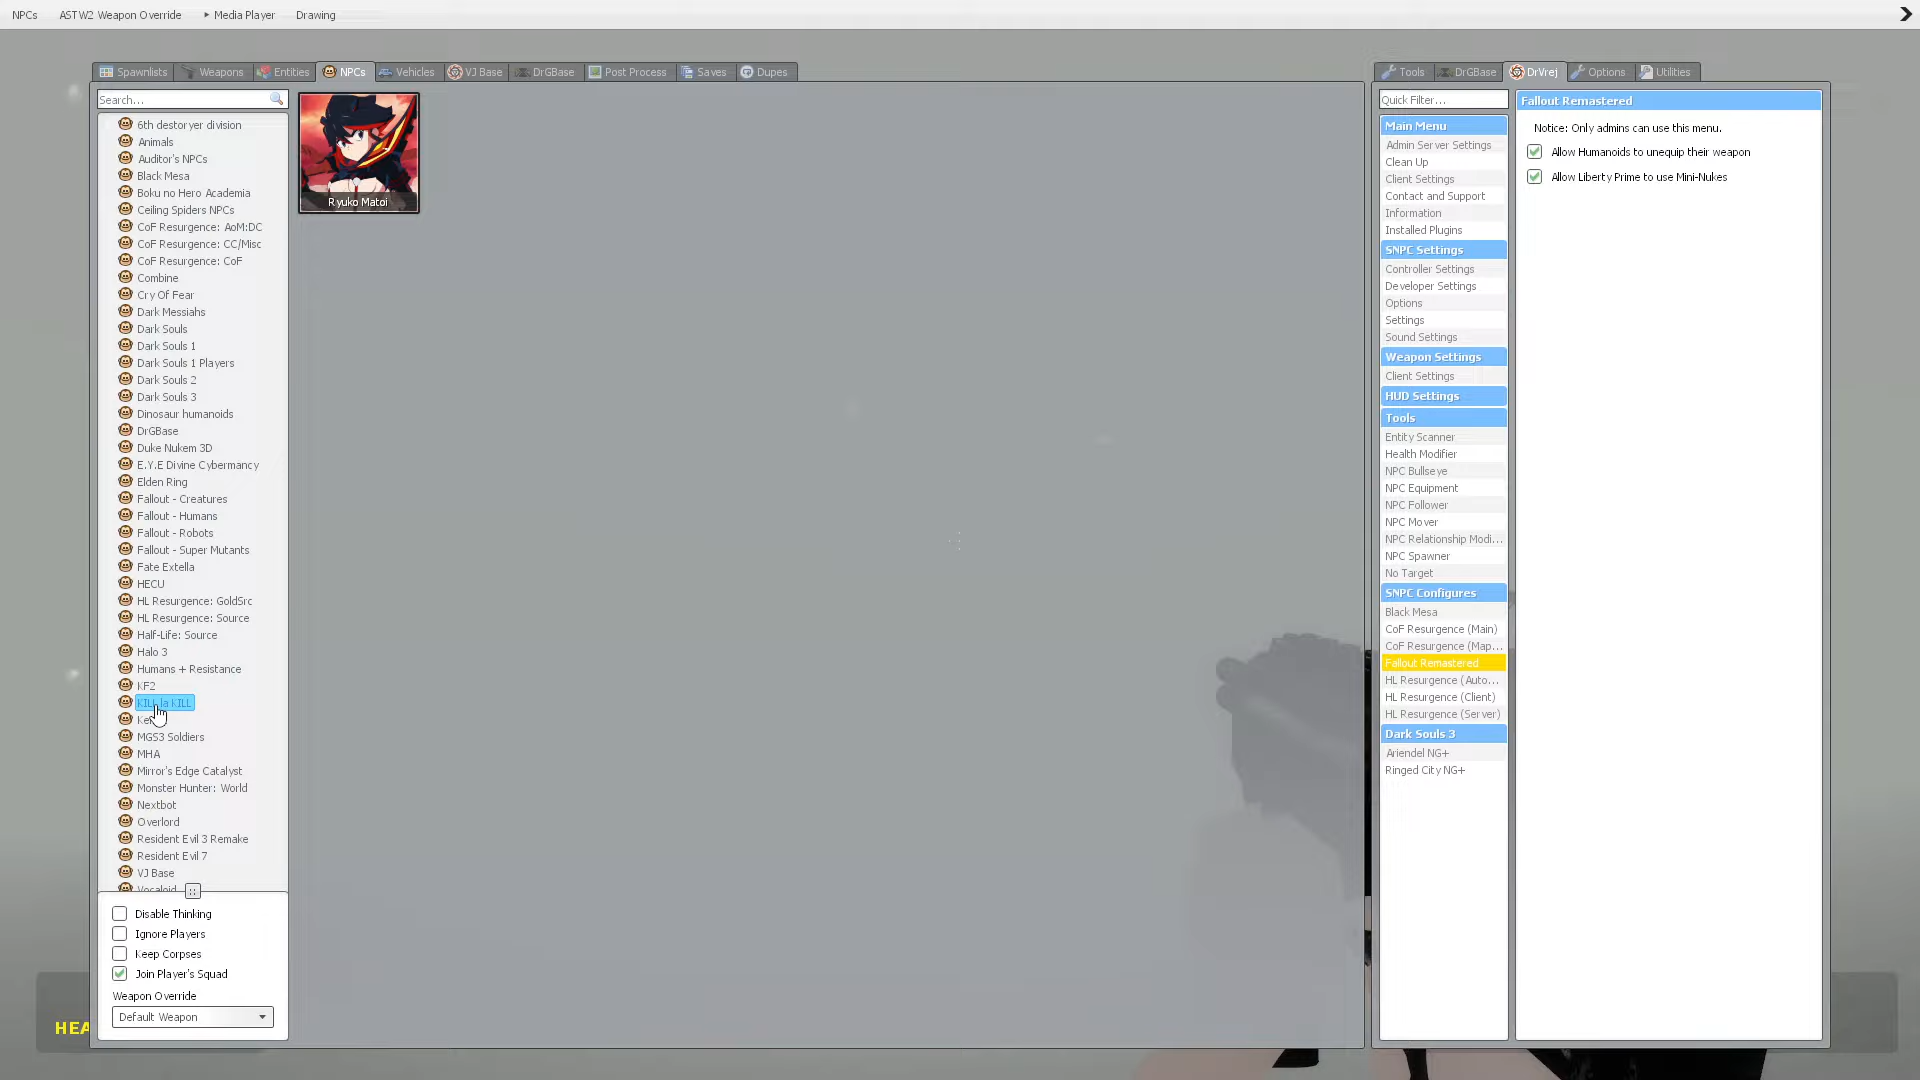 NPCs ASTW2 Weapon Override Media Player Drawing
Spawnlists Weapons Entities NPCs Vehicles VJ Base DrGBase Post Process Saves Dupes
Search...
6th destoryer division
Animals
Auditor's NPCs
Black Mesa
Boku no Hero Academia
Ceiling Spiders NPCs
CoF Resurgence: AoM:DC
CoF Resurgence: CC/Misc
CoF Resurgence: CoF
Combine
Cry Of Fear
Dark Messiahs
Dark Souls
Dark Souls 1
Dark Souls 1 Players
Dark Souls 2
Dark Souls 3
Dinosaur humanoids
DrGBase
Duke Nukem 3D
E.Y.E Divine Cybermancy
Elden Ring
Fallout - Creatures
Fallout - Humans
Fallout - Robots
Fallout - Super Mutants
Fate Extella
HECU
HL Resurgence: GoldSrc
HL Resurgence: Source
Half-Life: Source
Halo 3
Humans + Resistance
KF2
KILL la KILL
MGS3 Soldiers
MHA
Mirror's Edge Catalyst
Monster Hunter: World
Nextbot
Overlord
Resident Evil 3 Remake
Resident Evil 7
VJ Base
Vocaloid
Disable Thinking
Ignore Players
Keep Corpses
Join Player's Squad
Weapon Override
Default Weapon
HEA
Ryuko Matoi
Tools DrGBase DrVrej Options Utilities
Quick Filter...
Main Menu
Admin Server Settings
Clean Up
Client Settings
Contact and Support
Information
Installed Plugins
SNPC Settings
Controller Settings
Developer Settings
Options
Settings
Sound Settings
Weapon Settings
Client Settings
HUD Settings
Tools
Entity Scanner
Health Modifier
NPC Bullseye
NPC Equipment
NPC Follower
NPC Mover
NPC Relationship Modi...
NPC Spawner
No Target
SNPC Configures
Black Mesa
CoF Resurgence (Main)
CoF Resurgence (Map...
Fallout Remastered
HL Resurgence (Auto...
HL Resurgence (Client)
HL Resurgence (Server)
Dark Souls 3
Ariendel NG+
Ringed City NG+
Fallout Remastered
Notice: Only admins can use this menu.
Allow Humanoids to unequip their weapon
Allow Liberty Prime to use Mini-Nukes